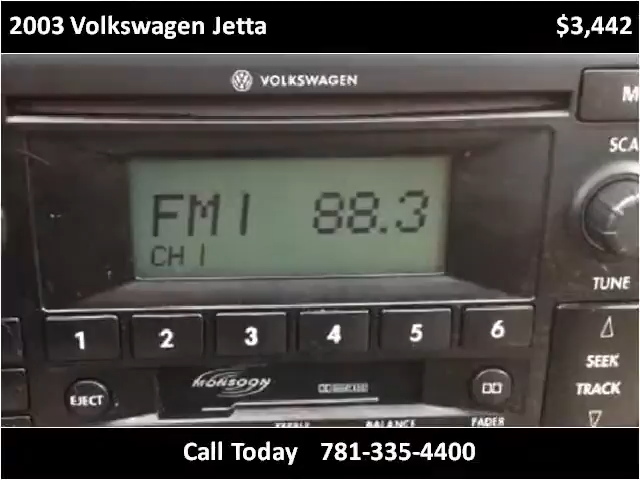 2003 Volkswagen Jetta $3,442
VOLKSWAGEN
M
SCA
FM1 88.3
CH 1
TUNE
1 2 3 4 5 6
SEEK
TRACK
MONSOON
EJECT
BALANCE
FADER
Call Today 781-335-4400